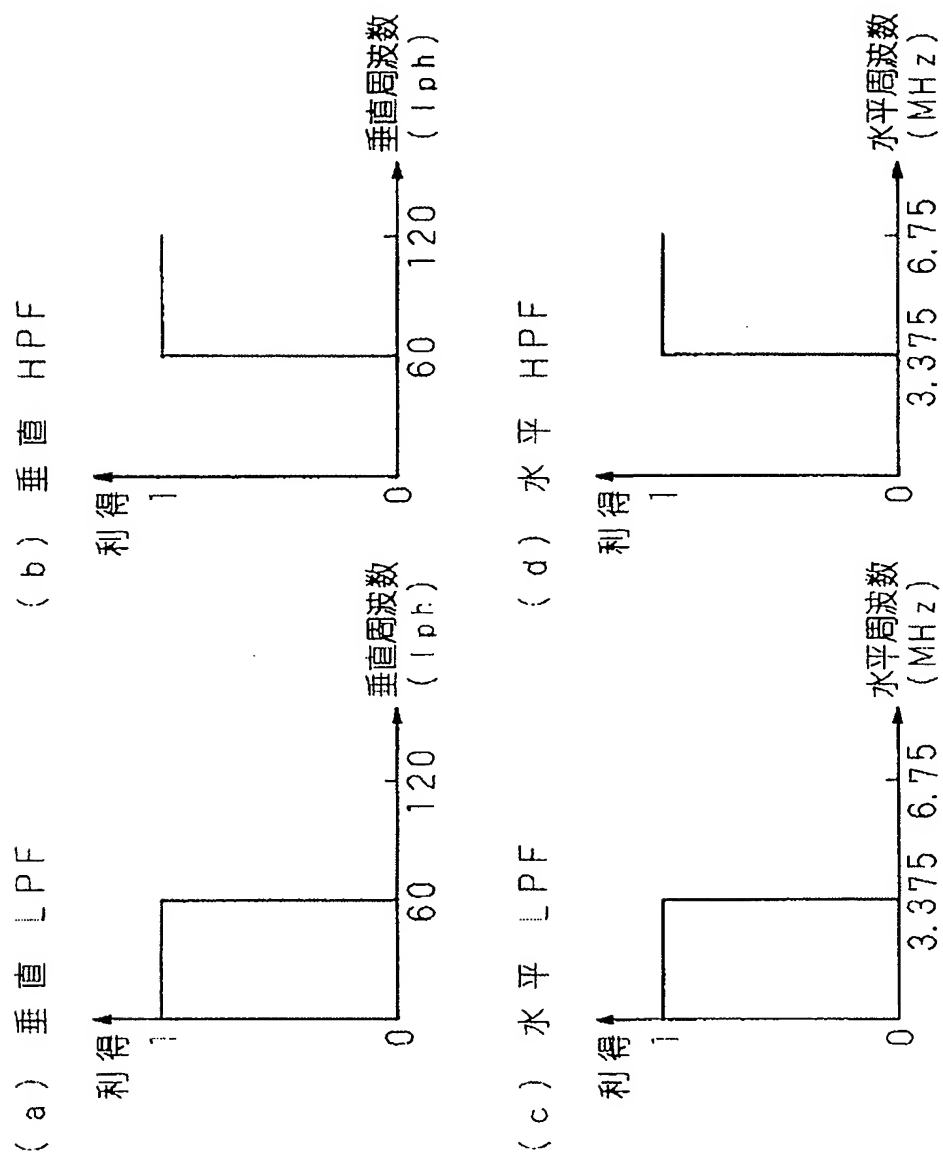 (a) 垂直 LPF
利得
1
0
60
120
垂直周波数
(lph)
(b) 垂直 HPF
利得
1
0
60
120
垂直周波数
(lph)
(c) 水平 LPF
利得
1
0
3.375
6.75
水平周波数
(MHz)
(d) 水平 HPF
利得
1
0
3.375
6.75
水平周波数
(MHz)